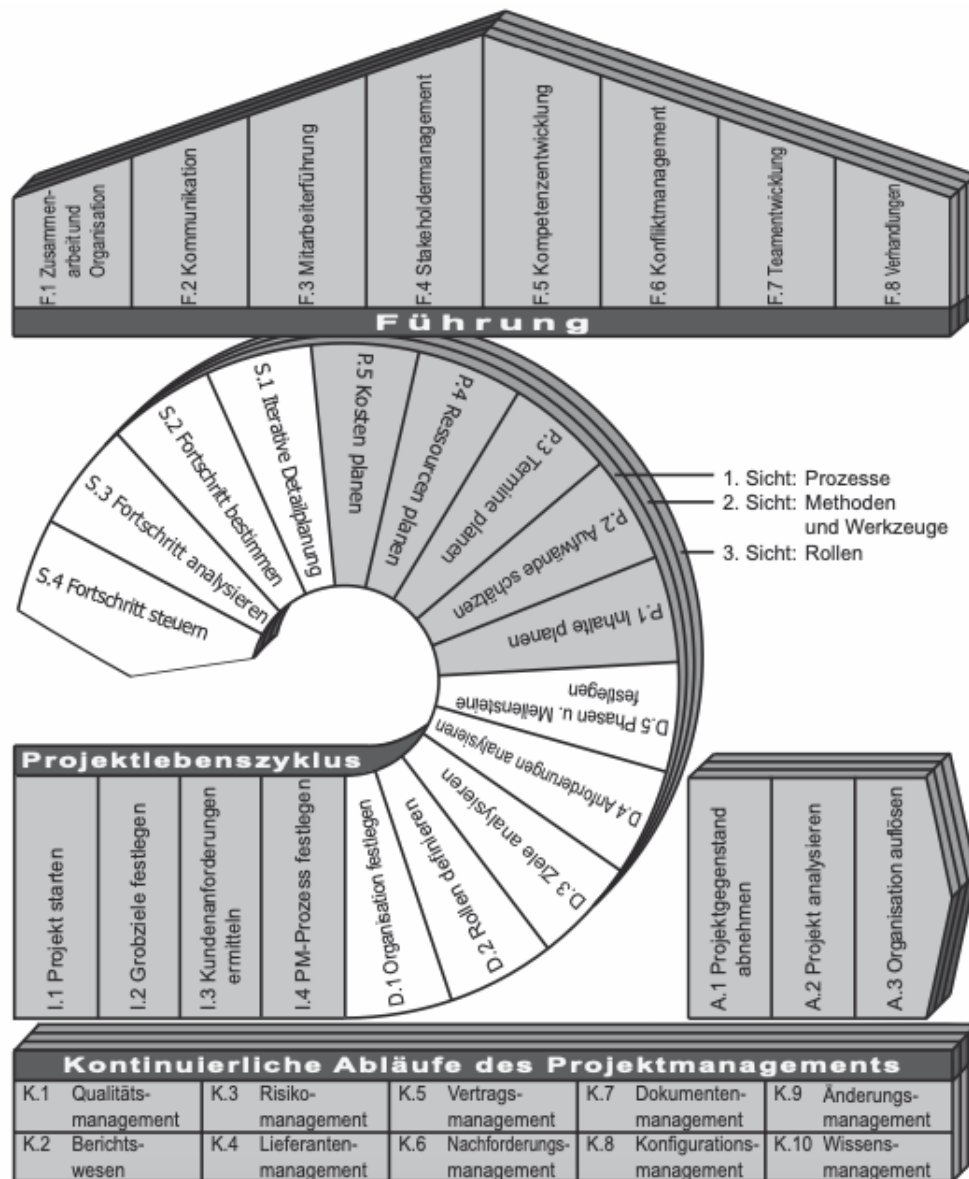 F.1 Zusammen-
arbeit und
Organisation
F.2 Kommunikation
F.3 Mitarbeiterführung
F.4 Stakeholdermanagement
F.5 Kompetenzentwicklung
F.6 Konfliktmanagement
F.7 Teamentwicklung
F.8 Verhandlungen
Führung
S.4 Fortschritt steuern
S.3 Fortschritt analysieren
S.2 Fortschritt bestimmen
S.1 Iterative Detailplanung
P.5 Kosten planen
P.4 Ressourcen planen
P.3 Termine planen
P.2 Aufwände schätzen
P.1 Inhalte planen
D.5 Phasen u. Meilensteine
festlegen
D.4 Anforderungen analysieren
D.3 Ziele analysieren
D.2 Rollen definieren
D.1 Organisation festlegen
1. Sicht: Prozesse
2. Sicht: Methoden
und Werkzeuge
3. Sicht: Rollen
Projektlebenszyklus
I.1 Projekt starten
I.2 Grobziele festlegen
I.3 Kundenanforderungen
ermitteln
I.4 PM-Prozess festlegen
A.1 Projektgegenstand
abnehmen
A.2 Projekt analysieren
A.3 Organisation auflösen
Kontinuierliche Abläufe des Projektmanagements
K.1 Qualitäts-
management
K.3 Risiko-
management
K.5 Vertrags-
management
K.7 Dokumenten-
management
K.9 Änderungs-
management
K.2 Berichts-
wesen
K.4 Lieferanten-
management
K.6 Nachforderungs-
management
K.8 Konfigurations-
management
K.10 Wissens-
management